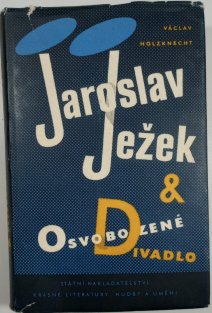 VÁCLAV
HOLZKNECHT
Jaroslav
Ježek
&
OSVOBOZENÉ
DIVADLO
STÁTNÍ NAKLADATELSTVÍ
KRÁSNÉ LITERATURY, HUDBY A UMĚNÍ